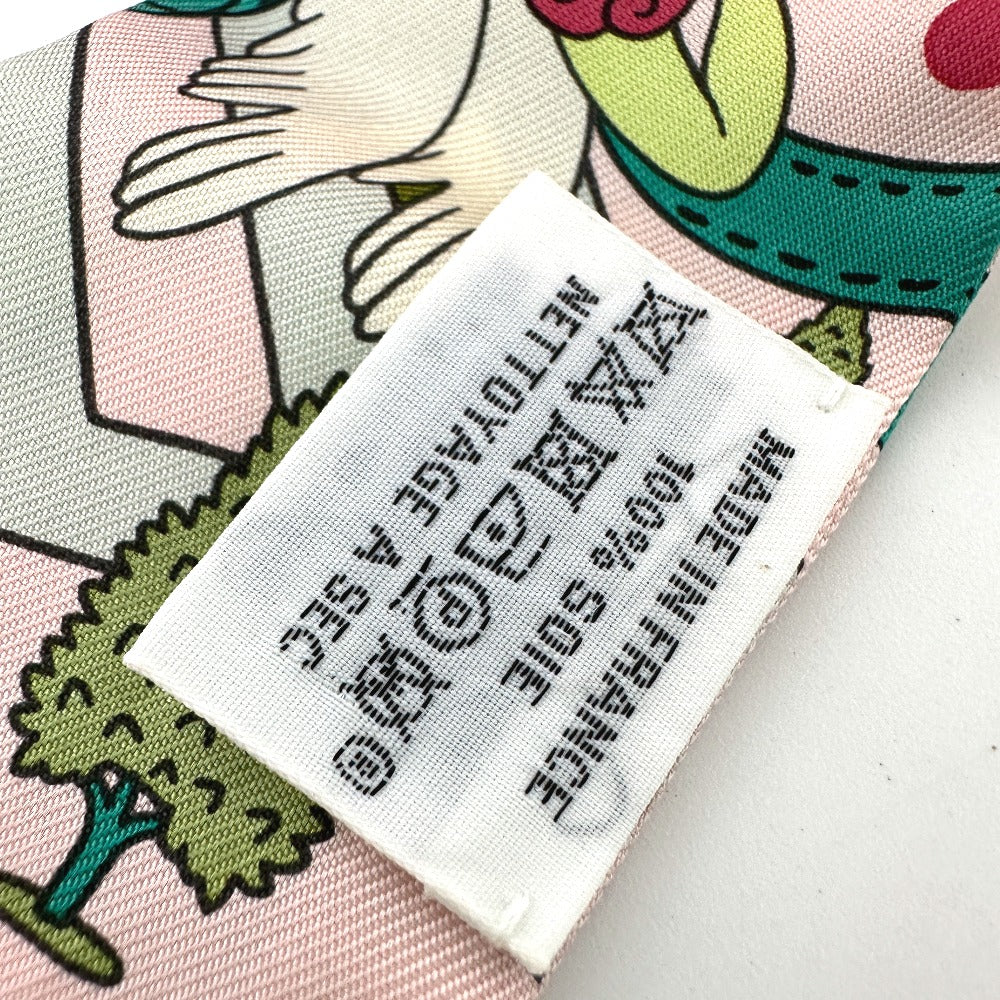 MADE IN FRANCE
100% SOIE
P
NETTOYAGE A SEC